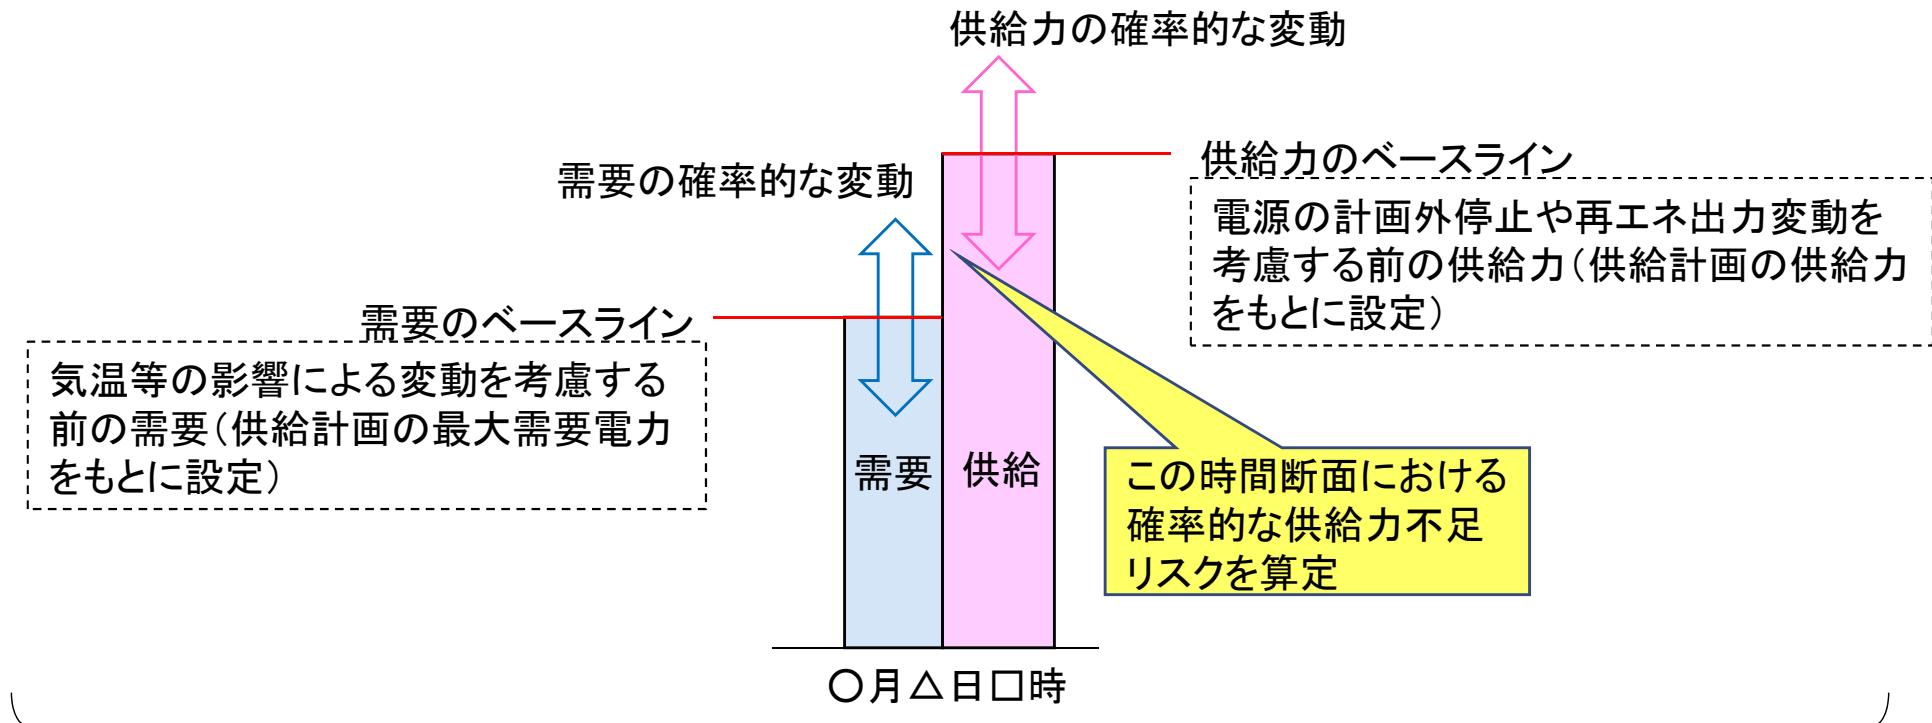 供給力の確率的な変動
需要の確率的な変動
供給力のベースライン
電源の計画外停止や再エネ出力変動を
考慮する前の供給力（供給計画の供給力
をもとに設定）
需要のベースライン
気温等の影響による変動を考慮する
前の需要（供給計画の最大需要電力
をもとに設定）
需要
供給
この時間断面における
確率的な供給力不足
リスクを算定
〇月△日□時